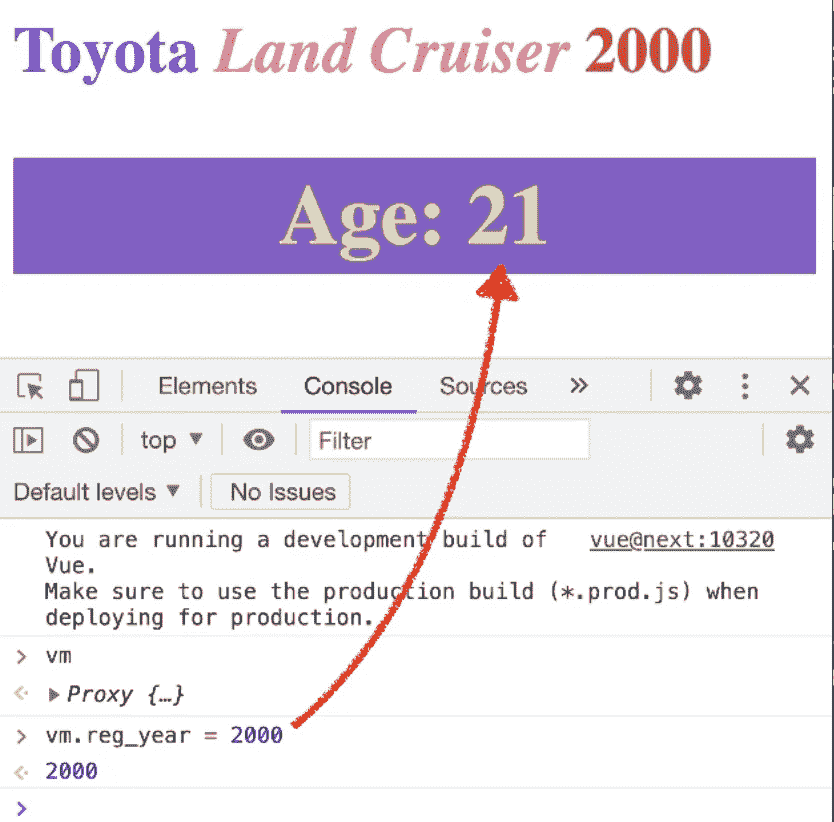 Toyota Land Cruiser 2000
Age: 21
Elements Console Sources »
top ▼ Filter
Default levels ▼ No Issues
You are running a development build of vue@next:10320
Vue.
Make sure to use the production build (*.prod.js) when
deploying for production.
> vm
<· ▶ Proxy {…}
> vm.reg_year = 2000
<· 2000
>